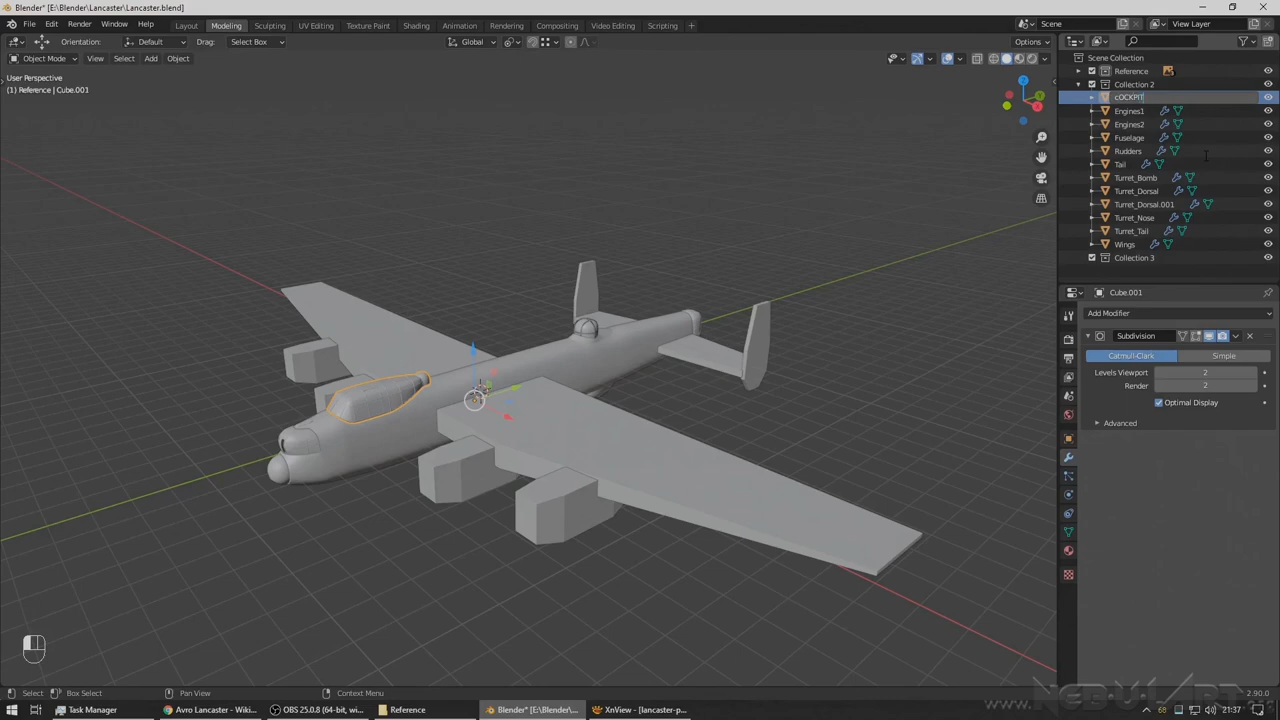 Blender* [E:\Blender\Lancaster\Lancaster.blend]
File Edit Render Window Help Layout Modeling Sculpting UV Editing Texture Paint Shading Animation Rendering Compositing Video Editing Scripting + Scene View Layer
Orientation: Default Drag: Select Box Global Options
Object Mode View Select Add Object
User Perspective
(1) Reference | Cube.001
Scene Collection
Reference
Collection 2
cOCKPIT
Engines1
Engines2
Fuselage
Rudders
Tail
Turret_Bomb
Turret_Dorsal
Turret_Dorsal.001
Turret_Nose
Turret_Tail
Wings
Collection 3
Cube.001
Add Modifier
Subdivision
Catmull-Clark Simple
Levels Viewport 2
Render 2
Optimal Display
Advanced
Z
Y
X
Select Box Select Pan View Context Menu 2.90.0
NEBULART
www.nebulart.com
Task Manager Avro Lancaster - Wiki... OBS 25.0.8 (64-bit, wi... Reference Blender* [E:\Blender\... XnView - [lancaster-p... 68 21:37